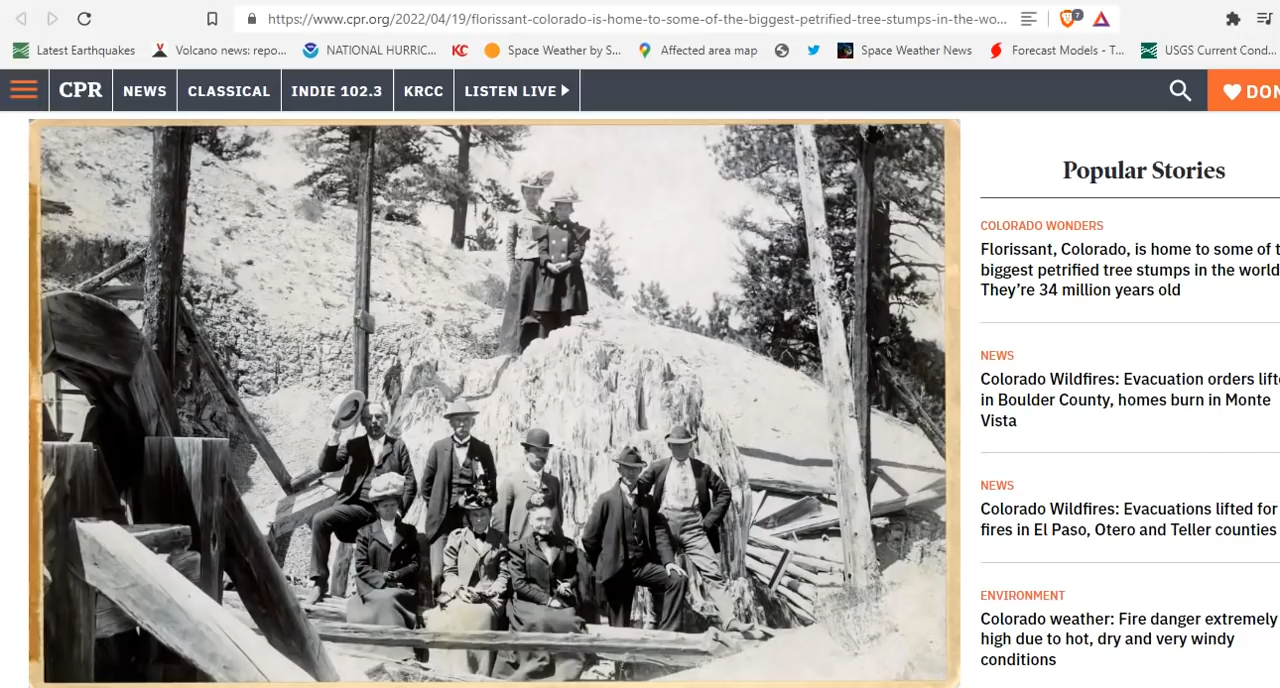 https://www.cpr.org/2022/04/19/florissant-colorado-is-home-to-some-of-the-biggest-petrified-tree-stumps-in-the-wo...
7
Latest Earthquakes
Volcano news: repo...
NATIONAL HURRIC...
KC
Space Weather by S...
Affected area map
Space Weather News
Forecast Models - T...
USGS Current Cond...
CPR
NEWS
CLASSICAL
INDIE 102.3
KRCC
LISTEN LIVE
DON
Popular Stories
COLORADO WONDERS
Florissant, Colorado, is home to some of t
biggest petrified tree stumps in the world
They're 34 million years old
NEWS
Colorado Wildfires: Evacuation orders lift
in Boulder County, homes burn in Monte
Vista
NEWS
Colorado Wildfires: Evacuations lifted for
fires in El Paso, Otero and Teller counties
ENVIRONMENT
Colorado weather: Fire danger extremely
high due to hot, dry and very windy
conditions